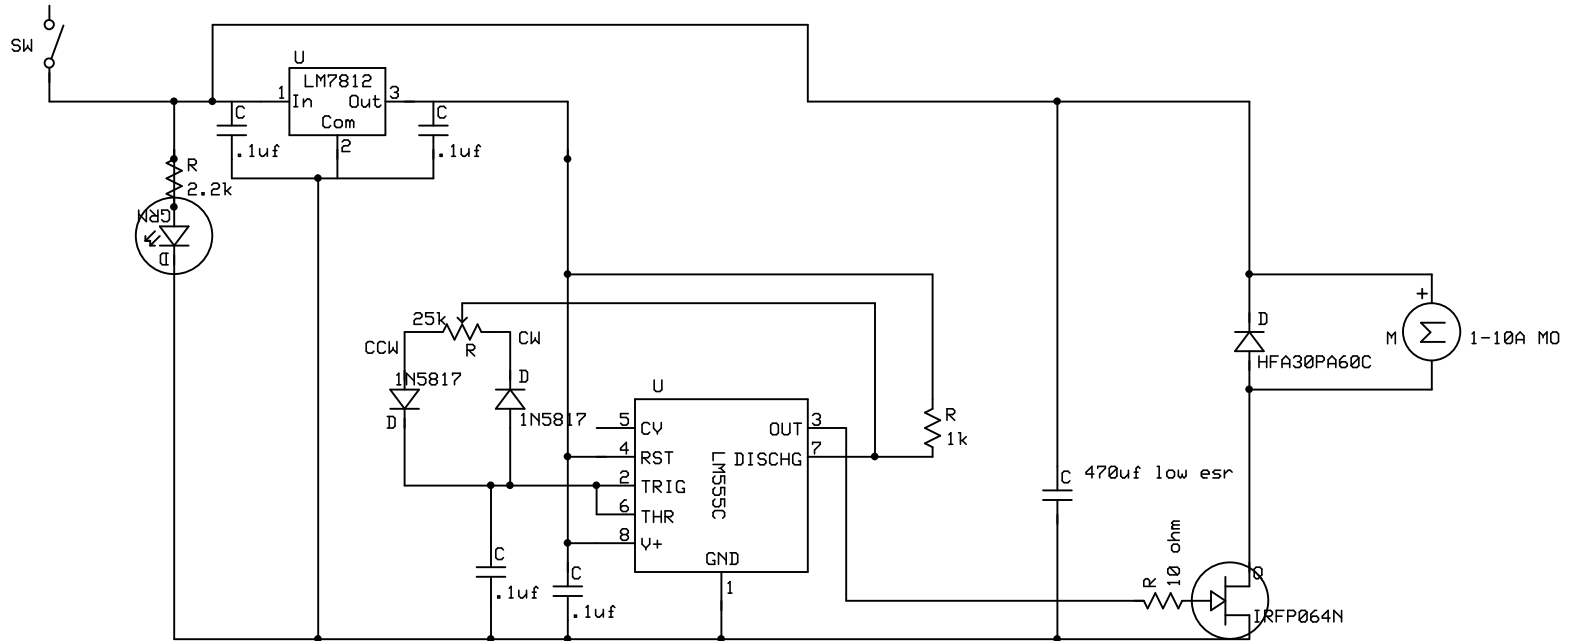 SW
U
LM7812
1 In Out 3
Com
2
C
.1uf
C
.1uf
R
2.2k
GRN
D
25k
R
CCW
CW
1N5817
D
D
1N5817
U
LM555C
5 CV
4 RST
2 TRIG
6 THR
8 V+
OUT 3
DISCHG 7
GND
1
R
1k
C
.1uf
C
.1uf
C 470uf low esr
D
HFA30PA60C
+
M
Σ
1-10A MO
R
10 ohm
Q
IRFP064N